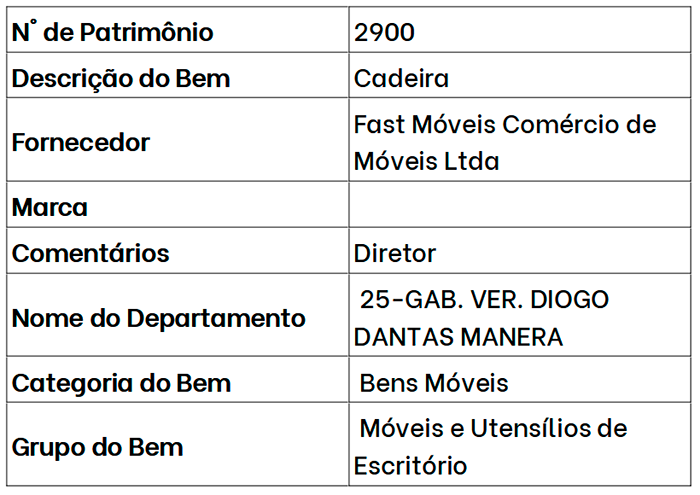 N° de Patrimônio 2900
Descrição do Bem Cadeira
Fornecedor Fast Móveis Comércio de
Móveis Ltda
Marca
Comentários Diretor
Nome do Departamento 25-GAB. VER. DIOGO
DANTAS MANERA
Categoria do Bem Bens Móveis
Grupo do Bem Móveis e Utensílios de
Escritório